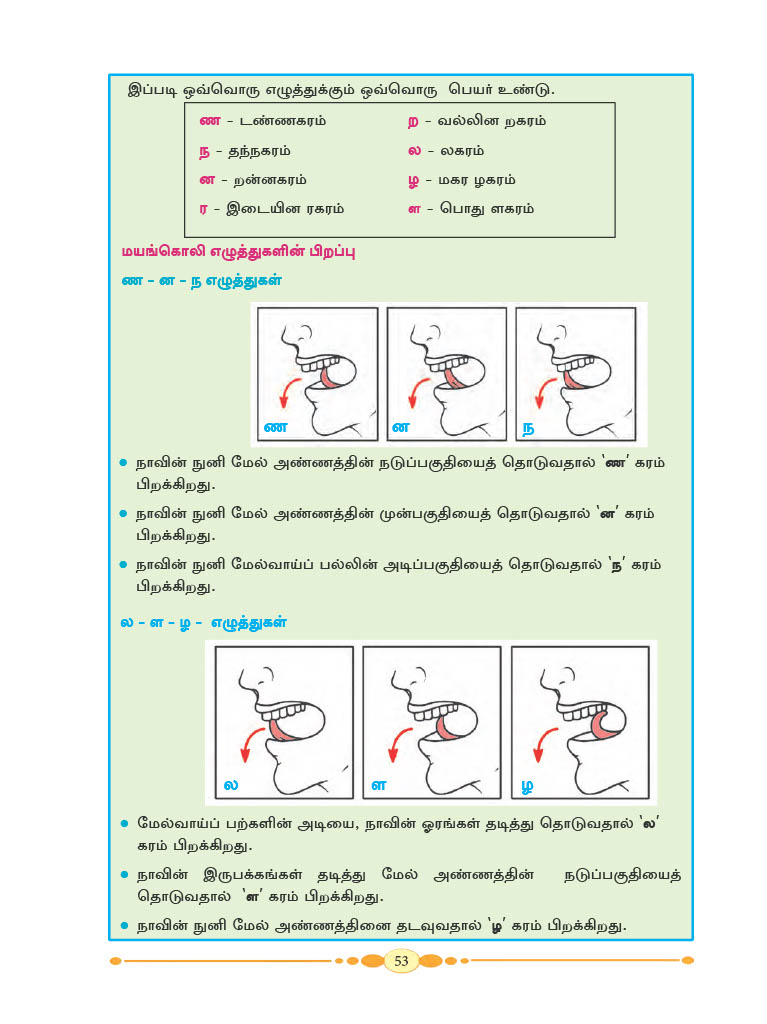 இப்படி ஒவ்வொரு எழுத்துக்கும் ஒவ்வொரு பெயர் உண்டு.
ண – டண்ணகரம் ற – வல்லின றகரம்
ந – தந்நகரம் ல – லகரம்
ன – றன்னகரம் ழ – மகர ழகரம்
ர – இடையின ரகரம் ள – பொது ளகரம்
மயங்கொலி எழுத்துகளின் பிறப்பு
ண – ன – ந எழுத்துகள்
ண ன ந
● நாவின் நுனி மேல் அண்ணத்தின் நடுப்பகுதியைத் தொடுவதால் ‘ண’ கரம்
பிறக்கிறது.
● நாவின் நுனி மேல் அண்ணத்தின் முன்பகுதியைத் தொடுவதால் ‘ன’ கரம்
பிறக்கிறது.
● நாவின் நுனி மேல்வாய்ப் பல்லின் அடிப்பகுதியைத் தொடுவதால் ‘ந’ கரம்
பிறக்கிறது.
ல – ள – ழ – எழுத்துகள்
ல ள ழ
● மேல்வாய்ப் பற்களின் அடியை, நாவின் ஓரங்கள் தடித்து தொடுவதால் ‘ல’
கரம் பிறக்கிறது.
● நாவின் இருபக்கங்கள் தடித்து மேல் அண்ணத்தின் நடுப்பகுதியைத்
தொடுவதால் ‘ள’ கரம் பிறக்கிறது.
● நாவின் நுனி மேல் அண்ணத்தினை தடவுவதால் ‘ழ’ கரம் பிறக்கிறது.
53